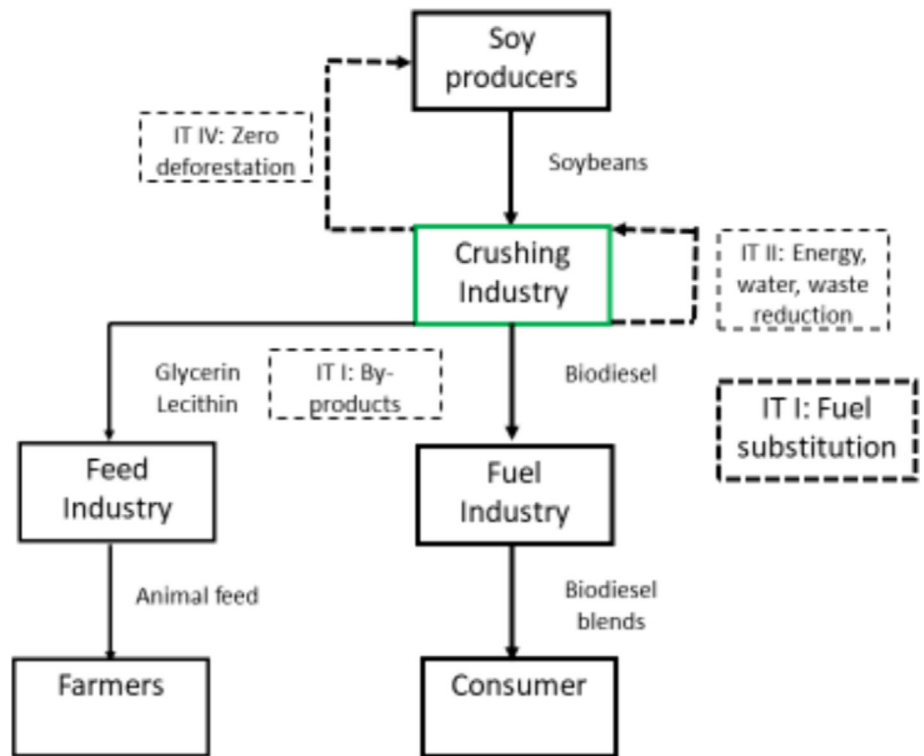 Soy
producers
IT IV: Zero
deforestation
Soybeans
Crushing
Industry
IT II: Energy,
water, waste
reduction
Glycerin
Lecithin
IT I: By-
products
Biodiesel
IT I: Fuel
substitution
Feed
Industry
Fuel
Industry
Animal feed
Biodiesel
blends
Farmers
Consumer